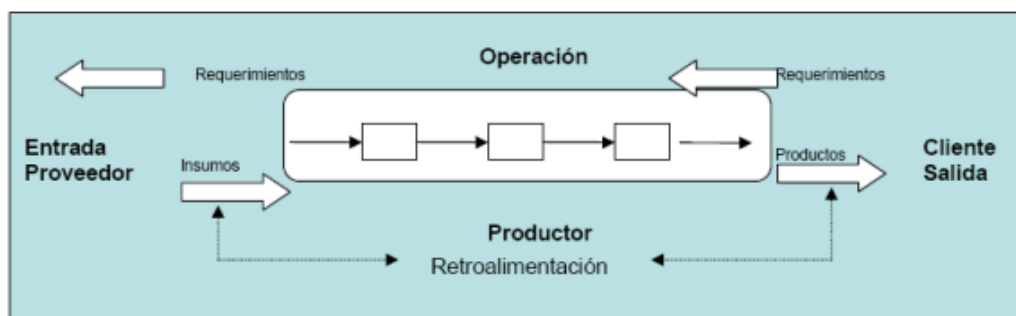 Operación
Requerimientos
Requerimientos
Entrada
Proveedor
Insumos
Productos
Cliente
Salida
Productor
Retroalimentación